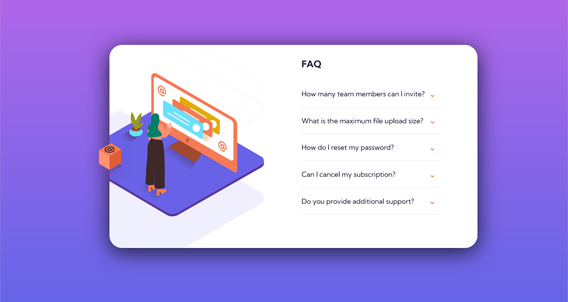 FAQ
How many team members can I invite?
What is the maximum file upload size?
How do I reset my password?
Can I cancel my subscription?
Do you provide additional support?